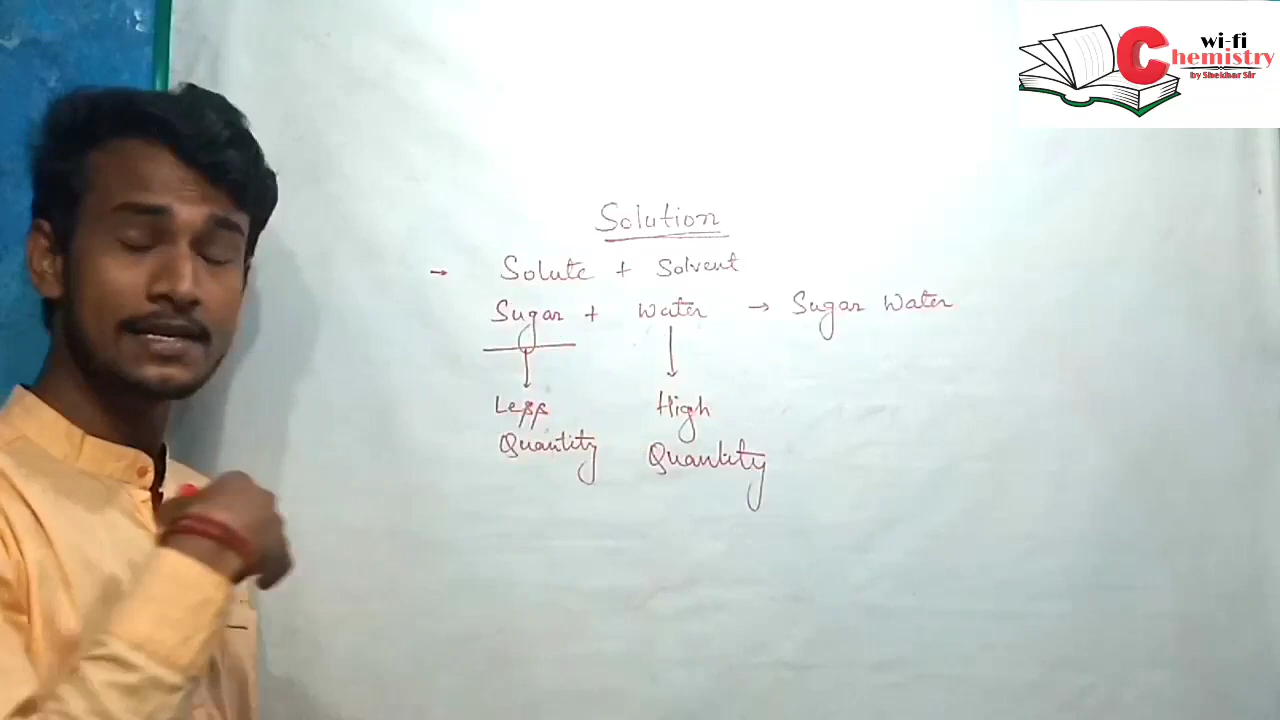 wi-fi
Chemistry
by Shekhar Sir
Solution
→ Solute + Solvent
Sugar + Water → Sugar Water
Less High
Quantity Quantity